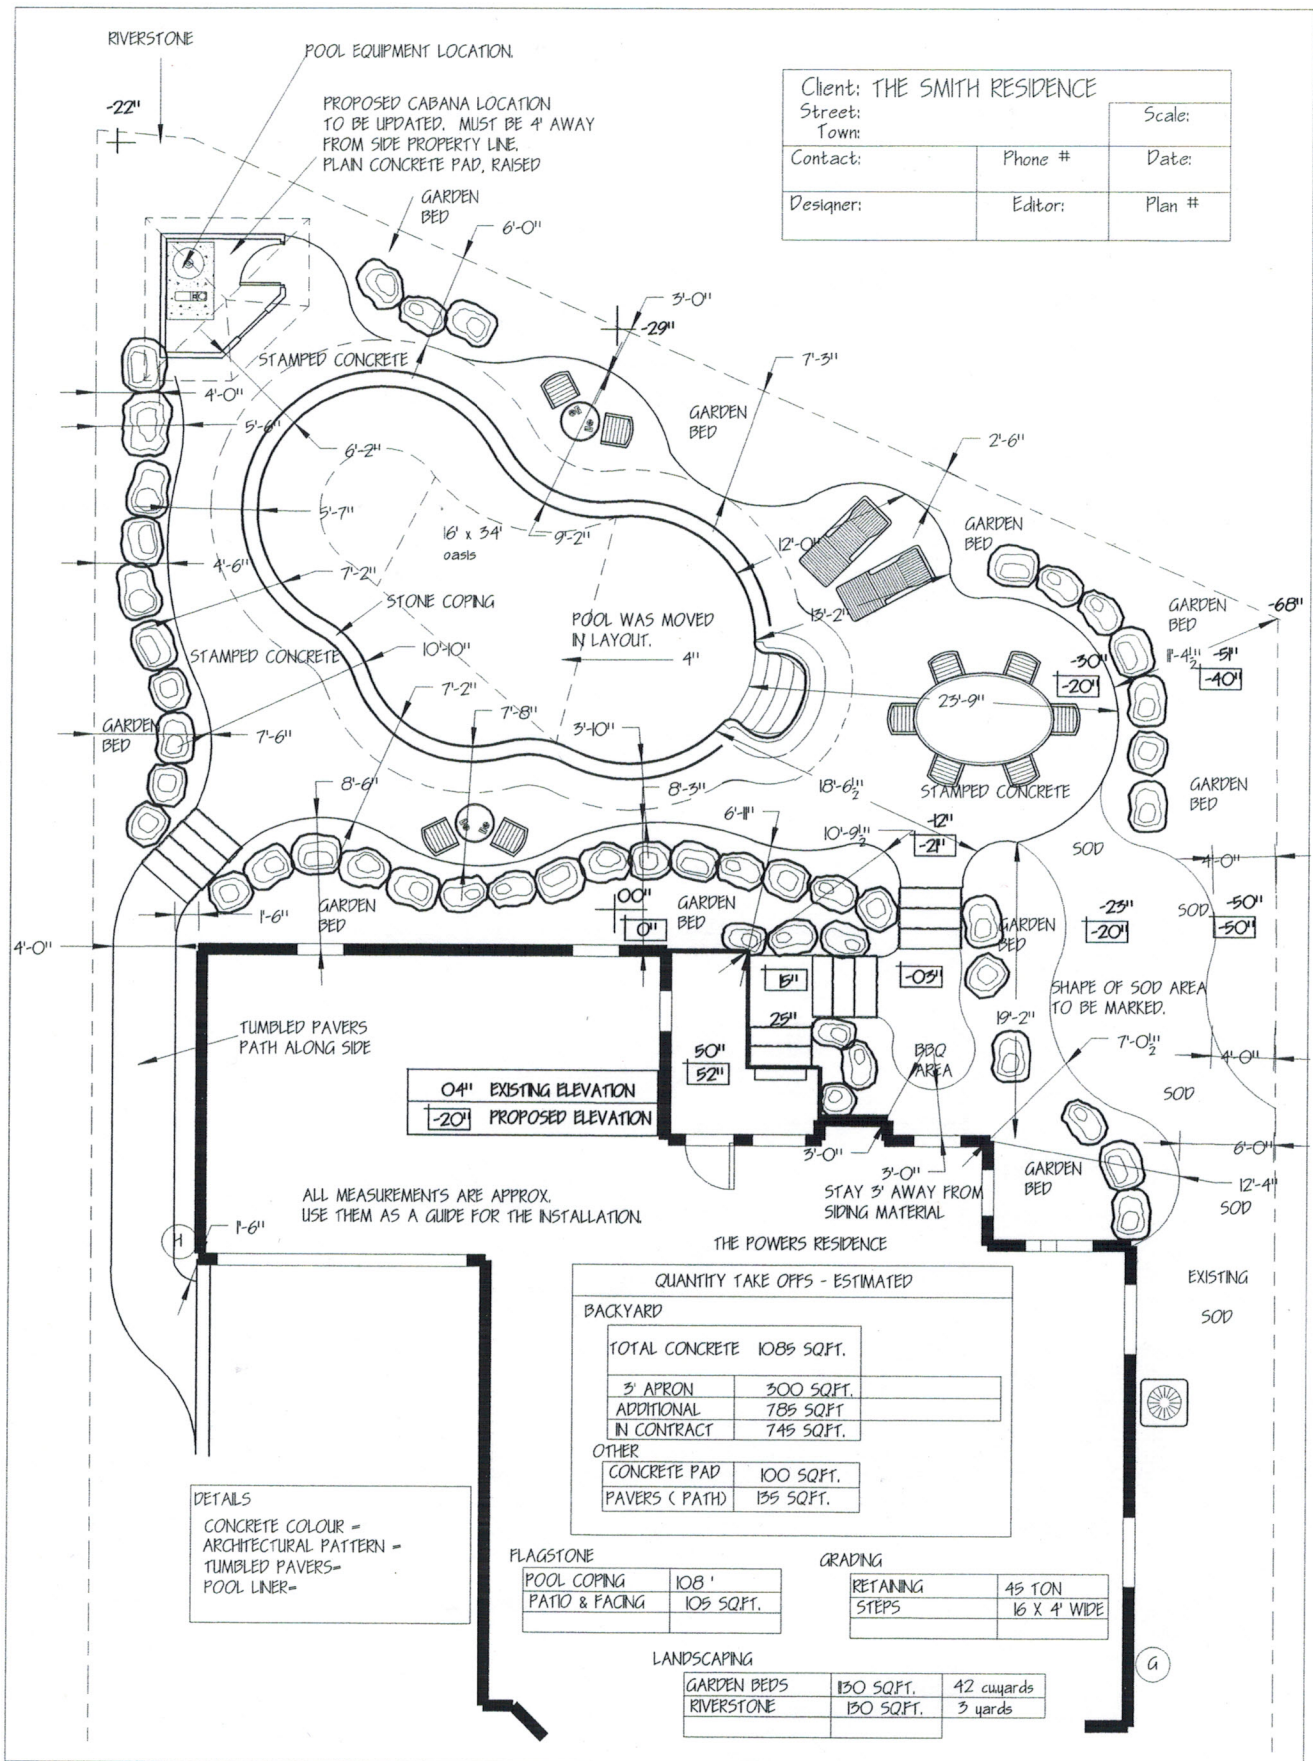 RIVERSTONE
POOL EQUIPMENT LOCATION.
-22"
PROPOSED CABANA LOCATION
TO BE UPDATED. MUST BE 4' AWAY
FROM SIDE PROPERTY LINE.
PLAIN CONCRETE PAD, RAISED
Client: THE SMITH RESIDENCE
Street:
Town:
Scale:
Contact:
Phone #
Date:
Designer:
Editor:
Plan #
GARDEN
BED
6'-0"
3'-0"
-29"
7'-3"
STAMPED CONCRETE
4'-0"
5'-6"
GARDEN
BED
2'-6"
6'-2"
5'-7"
16' x 34'
oasis
9'-2"
12'-0"
GARDEN
BED
4'-6"
7'-2"
STONE COPING
13'-2"
POOL WAS MOVED
IN LAYOUT.
4"
GARDEN
BED
-68"
STAMPED CONCRETE
10'-10"
-30"
-20"
-51"
-40"
7'-2"
7'-8"
3'-10"
23'-9"
GARDEN
BED
7'-6"
8'-6"
8'-3"
18'-6½"
STAMPED CONCRETE
GARDEN
BED
6'-11"
10'-9½"
-12"
-21"
SOD
4'-0"
1'-6"
GARDEN
BED
00"
0"
GARDEN
BED
GARDEN
BED
-23"
-20"
SOD
-50"
-50"
4'-0"
15"
-03"
25"
SHAPE OF SOD AREA
TO BE MARKED.
19'-2"
TUMBLED PAVERS
PATH ALONG SIDE
50"
52"
BBQ
AREA
7'-0½"
4'-0"
SOD
04" EXISTING ELEVATION
-20" PROPOSED ELEVATION
3'-0"
3'-0"
6'-0"
12'-4"
STAY 3' AWAY FROM
SIDING MATERIAL
GARDEN
BED
SOD
ALL MEASUREMENTS ARE APPROX.
USE THEM AS A GUIDE FOR THE INSTALLATION.
1'-6"
H
THE POWERS RESIDENCE
EXISTING
SOD
QUANTITY TAKE OFFS - ESTIMATED
BACKYARD
TOTAL CONCRETE 1085 SQ.FT.
3' APRON 300 SQ.FT.
ADDITIONAL 785 SQ.FT
IN CONTRACT 745 SQ.FT.
OTHER
CONCRETE PAD 100 SQ.FT.
PAVERS ( PATH) 135 SQ.FT.
DETAILS
CONCRETE COLOUR =
ARCHITECTURAL PATTERN =
TUMBLED PAVERS=
POOL LINER=
FLAGSTONE
POOL COPING 108 '
PATIO & FACING 105 SQ.FT.
GRADING
RETAINING 45 TON
STEPS 16 X 4' WIDE
LANDSCAPING
GARDEN BEDS 1130 SQ.FT. 42 cu.yards
RIVERSTONE 130 SQ.FT. 3 yards
G